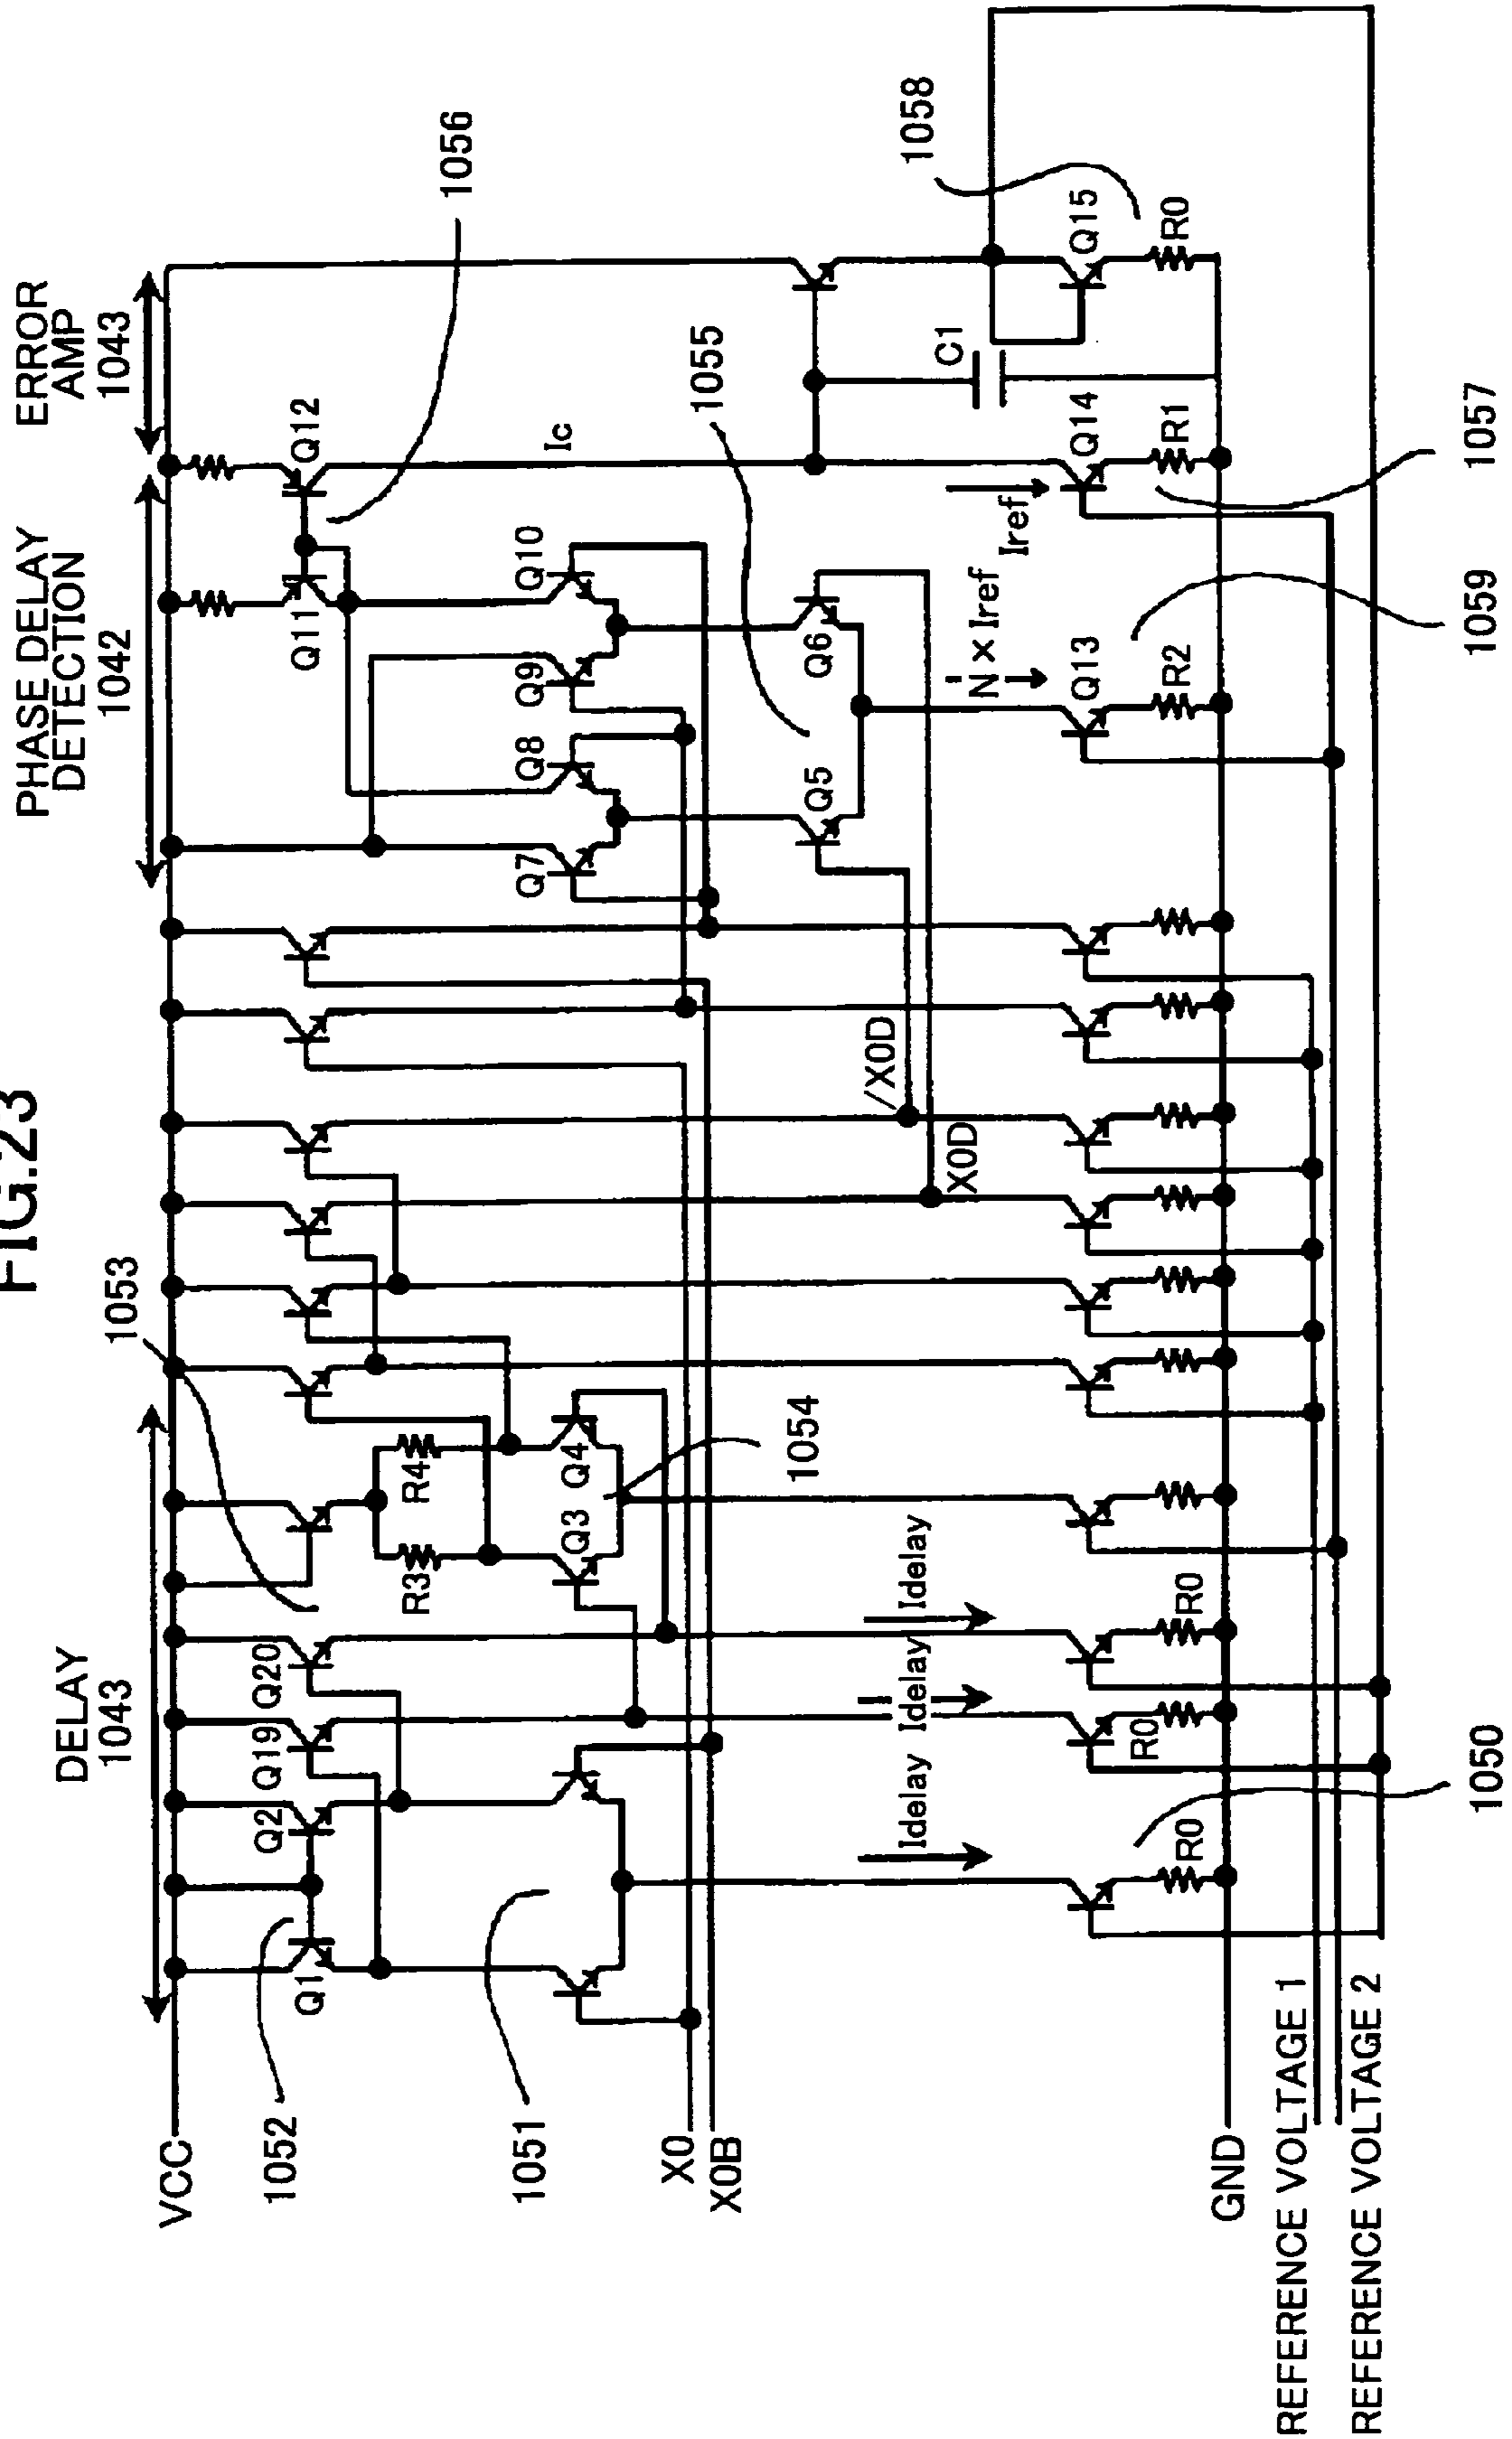 FIG.23
DELAY
1043
PHASE DELAY
DETECTION
1042
ERROR
AMP
1043
1053
1056
VCC
1052
Q1
Q2
Q19
Q20
R3
R4
Q3
Q4
1054
Q7
Q8
Q9
Q10
Q11
Q12
Ic
1051
X0
X0B
Q5
Q6
1055
/X0D
X0D
Idelay
Idelay
Idelay
N × Iref
Iref
C1
1058
Q13
Q14
Q15
R0
R0
R0
R2
R1
R0
GND
REFERENCE VOLTAGE 1
REFERENCE VOLTAGE 2
1050
1059
1057